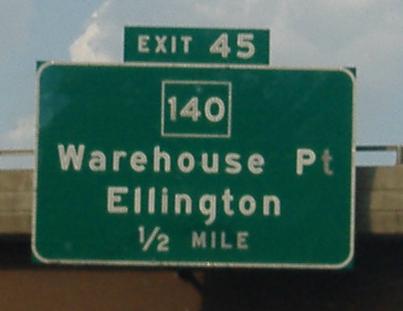 EXIT 45
140
Warehouse Pt
Ellington
1/2 MILE